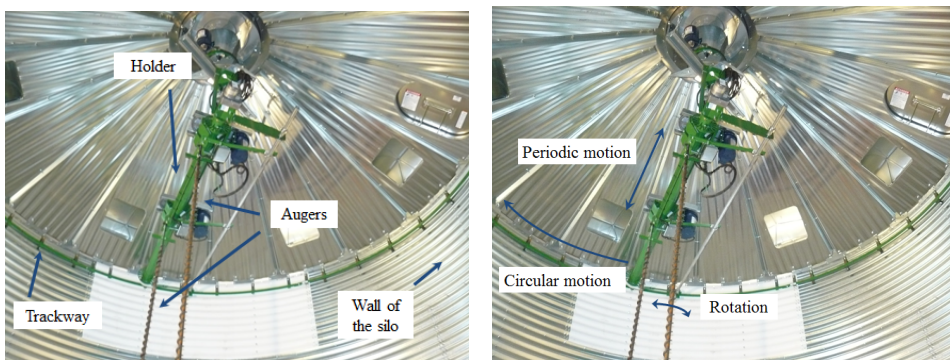 Holder
Augers
Wall of
the silo
Trackway
Periodic motion
Circular motion
Rotation